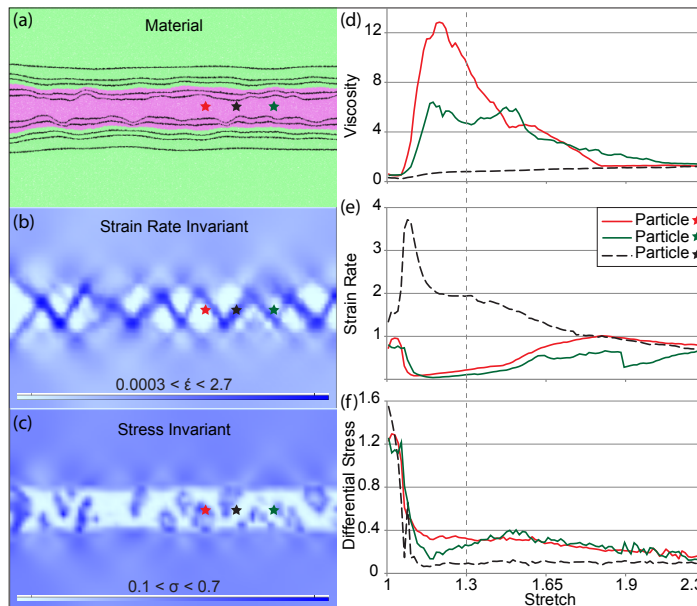 (a)
Material
(b)
Strain Rate Invariant
0.0003 < ε̇ < 2.7
(c)
Stress Invariant
0.1 < σ < 0.7
(d)
Viscosity
12
8
4
0
(e)
Strain Rate
4
3
2
1
Particle
Particle
Particle
(f)
Differential Stress
1.6
1.2
0.8
0.4
0
1
1.3
1.65
1.9
2.3
Stretch